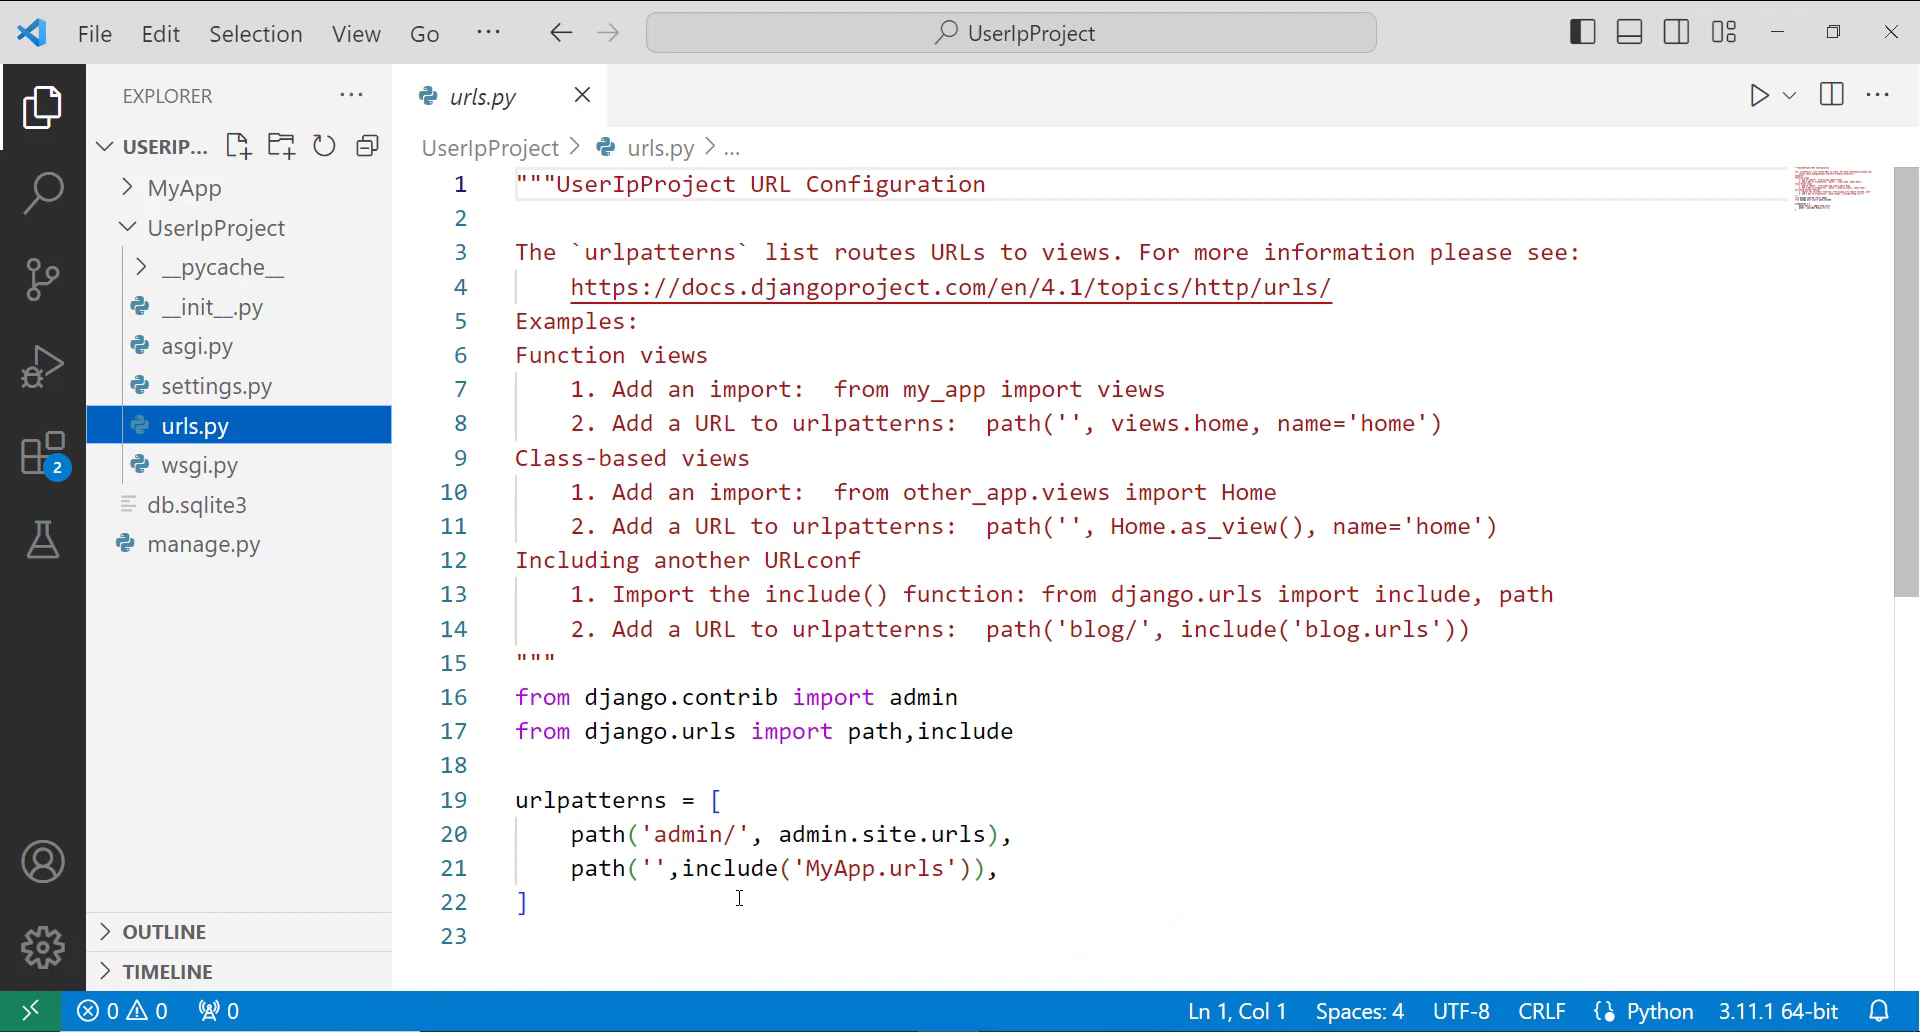 File Edit Selection View Go ··· UserIpProject
EXPLORER ···
USERIP...
MyApp
UserIpProject
__pycache__
__init__.py
asgi.py
settings.py
urls.py
wsgi.py
db.sqlite3
manage.py
OUTLINE
TIMELINE
2
urls.py
UserIpProject > urls.py > ...
1 """UserIpProject URL Configuration
2
3 The `urlpatterns` list routes URLs to views. For more information please see:
4     https://docs.djangoproject.com/en/4.1/topics/http/urls/
5 Examples:
6 Function views
7     1. Add an import:  from my_app import views
8     2. Add a URL to urlpatterns:  path('', views.home, name='home')
9 Class-based views
10     1. Add an import:  from other_app.views import Home
11     2. Add a URL to urlpatterns:  path('', Home.as_view(), name='home')
12 Including another URLconf
13     1. Import the include() function: from django.urls import include, path
14     2. Add a URL to urlpatterns:  path('blog/', include('blog.urls'))
15 """
16 from django.contrib import admin
17 from django.urls import path,include
18
19 urlpatterns = [
20     path('admin/', admin.site.urls),
21     path('',include('MyApp.urls')),
22 ]
23
0 0 0 Ln 1, Col 1 Spaces: 4 UTF-8 CRLF Python 3.11.1 64-bit